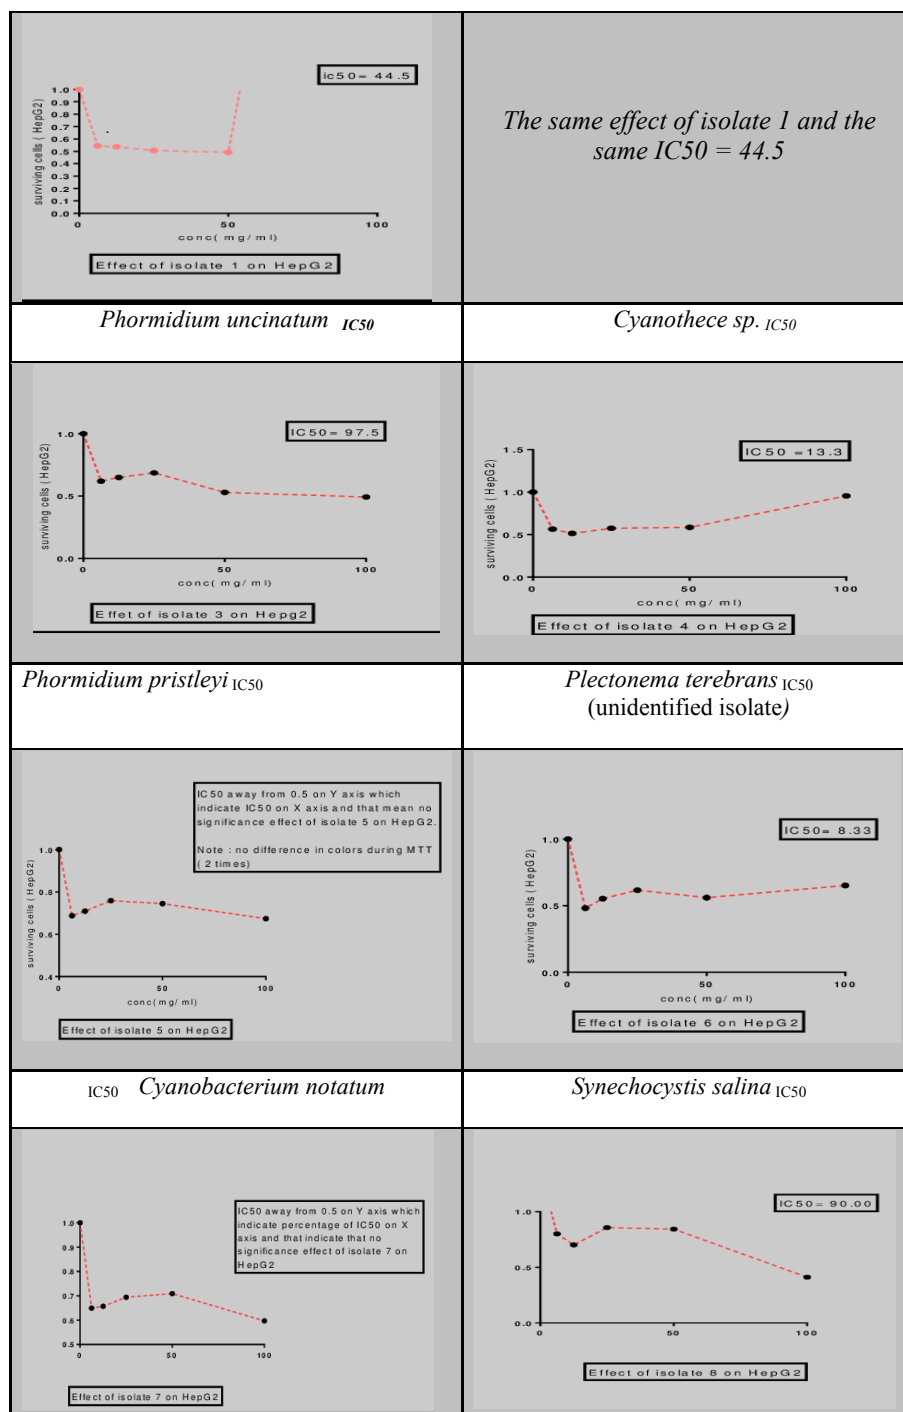 ic50= 44.5
surviving cells ( HepG2)
1.0
0.9
0.8
0.7
0.6
0.5
0.4
0.3
0.2
0.1
0.0
0 50 100
conc( mg/ ml)
Effect of isolate 1 on HepG2
The same effect of isolate 1 and the
same IC50 = 44.5
Phormidium uncinatum IC50
Cyanothece sp. IC50
IC50= 97.5
surviving cells ( HepG2)
1.0
0.5
0.0
0 50 100
conc( mg/ ml)
Effet of isolate 3 on Hepg2
IC50 =13.3
surviving cells ( HepG2)
1.5
1.0
0.5
0.0
0 50 100
conc( mg/ ml)
Effect of isolate 4 on HepG2
Phormidium pristleyi IC50
Plectonema terebrans IC50
(unidentified isolate)
IC50 away from 0.5 on Y axis which
indicate IC50 on X axis and that mean no
significance effect of isolate 5 on HepG2.
Note : no difference in colors during MTT
( 2 times)
surviving cells ( HepG2)
1.0
0.8
0.6
0.4
0 50 100
conc( mg/ ml)
Effect of isolate 5 on HepG2
IC50= 8.33
surviving cells ( HepG2)
1.0
0.5
0.0
0 50 100
conc( mg/ ml)
Effect of isolate 6 on HepG2
IC50 Cyanobacterium notatum
Synechocystis salina IC50
IC50 away from 0.5 on Y axis which
indicate percentage of IC50 on X
axis and that indicate that no
significance effect of isolate 7 on
HepG2
1.0
0.9
0.8
0.7
0.6
0.5
0 50 100
Effect of isolate 7 on HepG2
IC50= 90.00
1.0
0.5
0.0
0 50 100
Effect of isolate 8 on HepG2